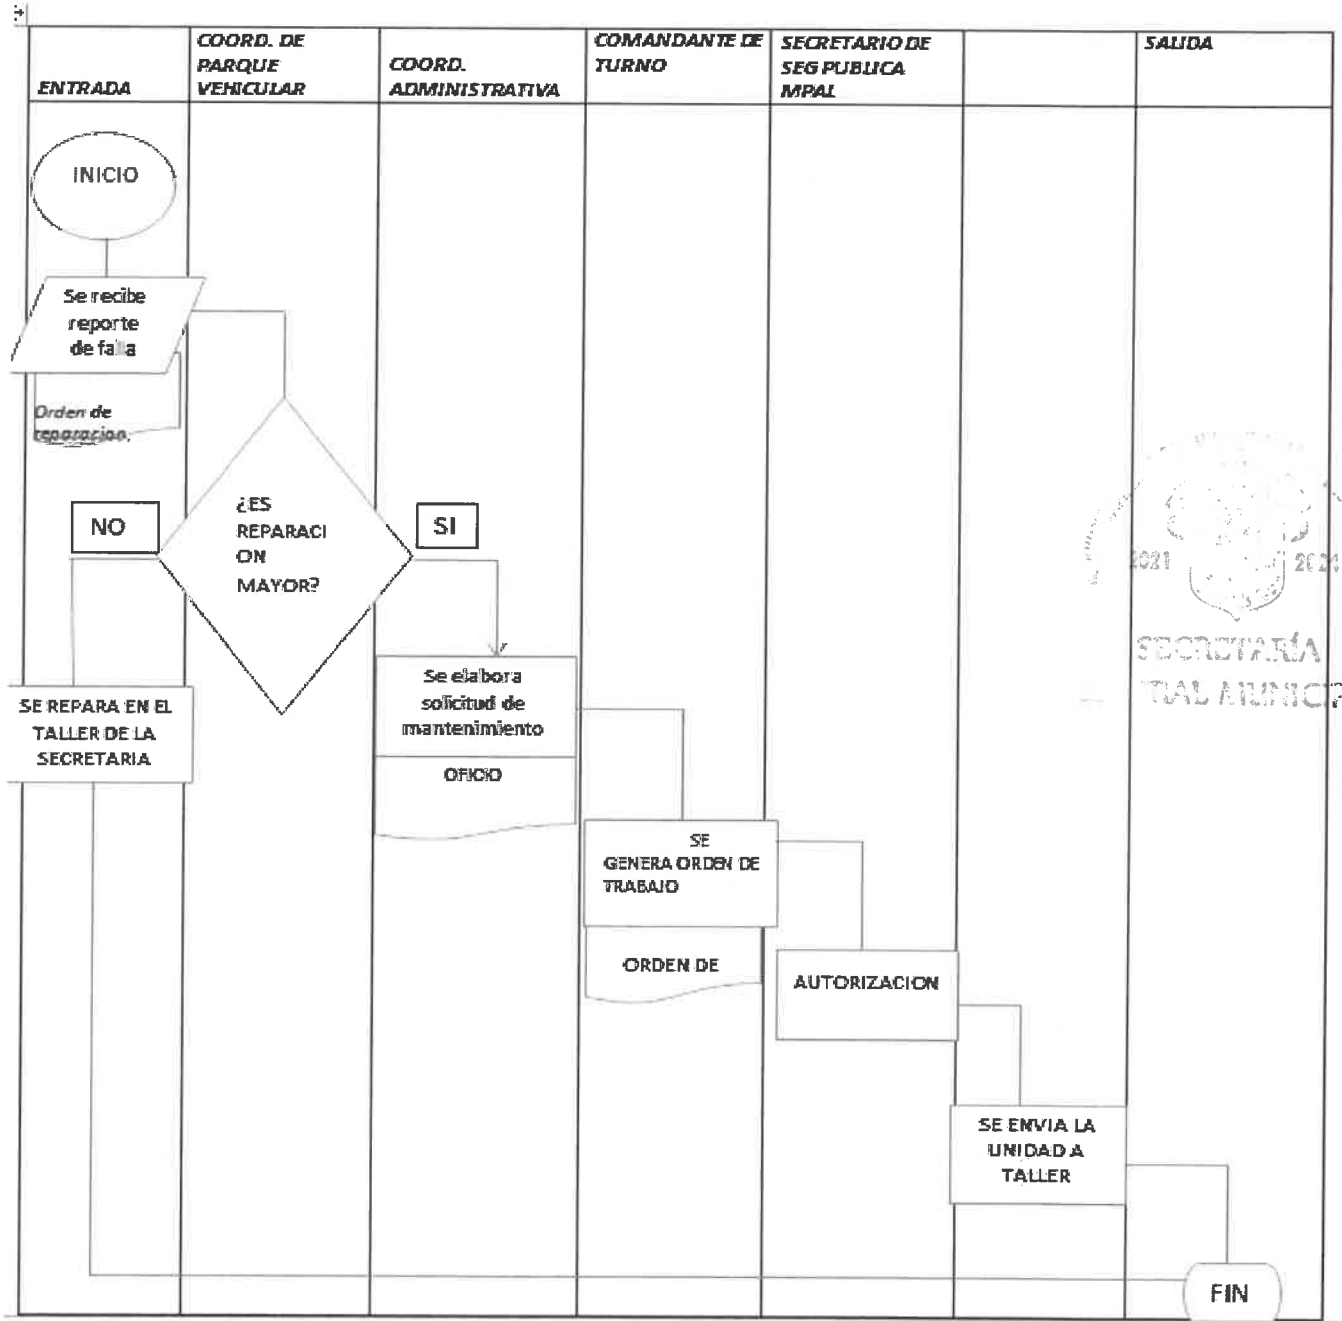 ENTRADA
COORD. DE
PARQUE
VEHICULAR
COORD.
ADMINISTRATIVA
COMANDANTE DE
TURNO
SECRETARIO DE
SEG PUBLICA
MPAL
SALIDA
INICIO
Se recibe
reporte
de falla
Orden de
reparacion.
¿ES
REPARACI
ON
MAYOR?
NO
SI
SE REPARA EN EL
TALLER DE LA
SECRETARIA
Se elabora
solicitud de
mantenimiento
OFICIO
SE
GENERA ORDEN DE
TRABAJO
ORDEN DE
AUTORIZACION
SE ENVIA LA
UNIDAD A
TALLER
FIN
2021 2024
SECRETARÍA